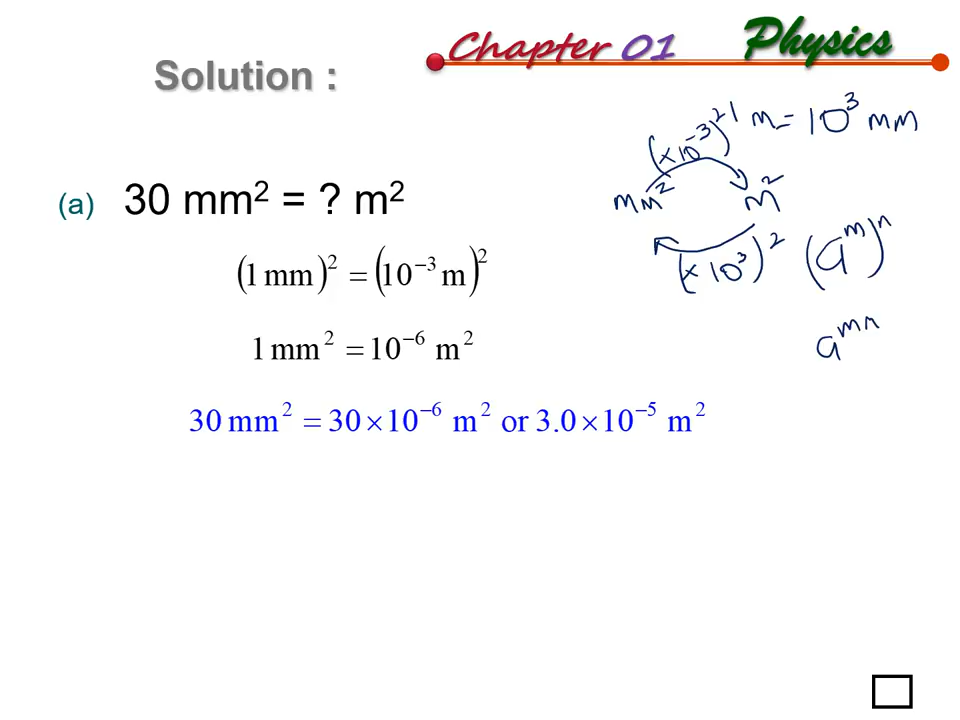 Chapter 01 Physics
Solution :
1 m = 10³ mm
(×10⁻³)²
mm² m²
(×10³)²
(aᵐ)ⁿ
aᵐⁿ
(a) 30 mm² = ? m²
(1 mm)² = (10⁻³ m)²
1 mm² = 10⁻⁶ m²
30 mm² = 30 × 10⁻⁶ m² or 3.0 × 10⁻⁵ m²